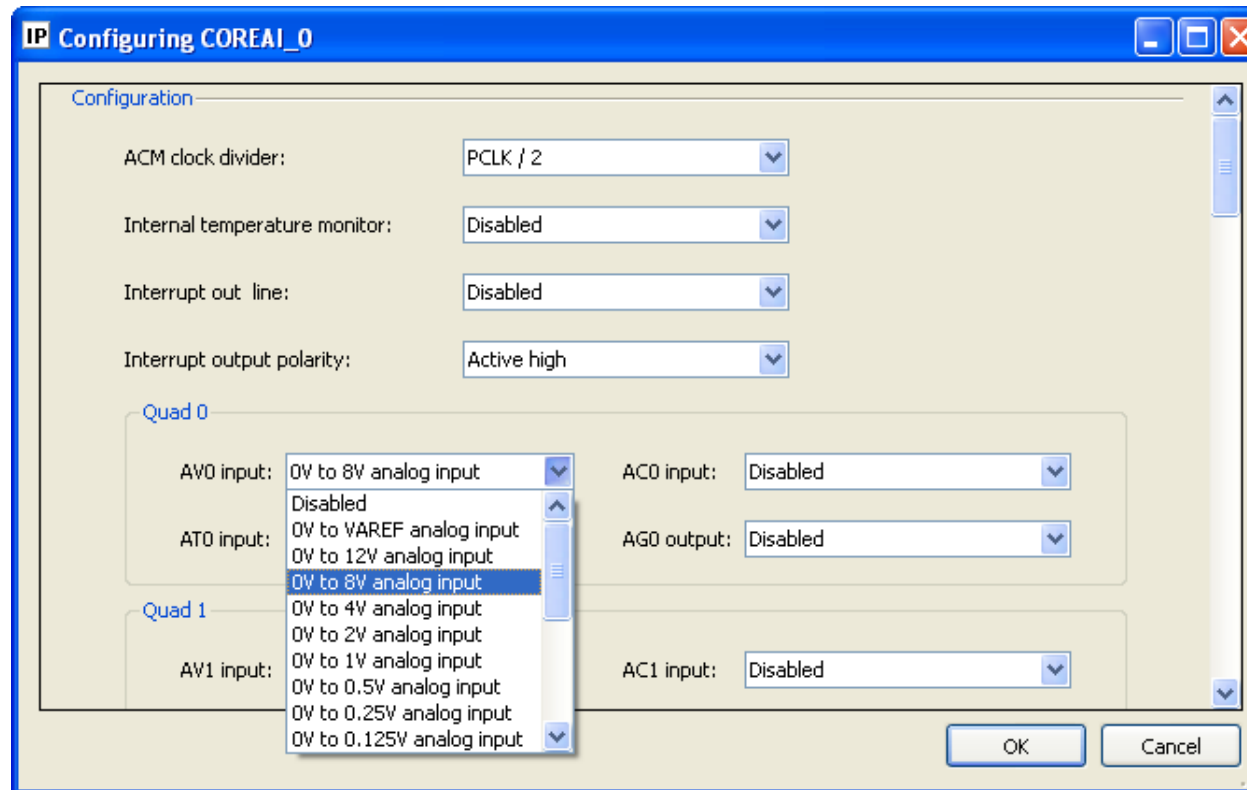 IP Configuring COREAI_0
Configuration
ACM clock divider: PCLK / 2
Internal temperature monitor: Disabled
Interrupt out line: Disabled
Interrupt output polarity: Active high
Quad 0
AV0 input: 0V to 8V analog input AC0 input: Disabled
Disabled
0V to VAREF analog input
AT0 input: AG0 output: Disabled
0V to 12V analog input
0V to 8V analog input
Quad 1
0V to 4V analog input
0V to 2V analog input
0V to 1V analog input
AV1 input: AC1 input: Disabled
0V to 0.5V analog input
0V to 0.25V analog input
0V to 0.125V analog input
OK Cancel